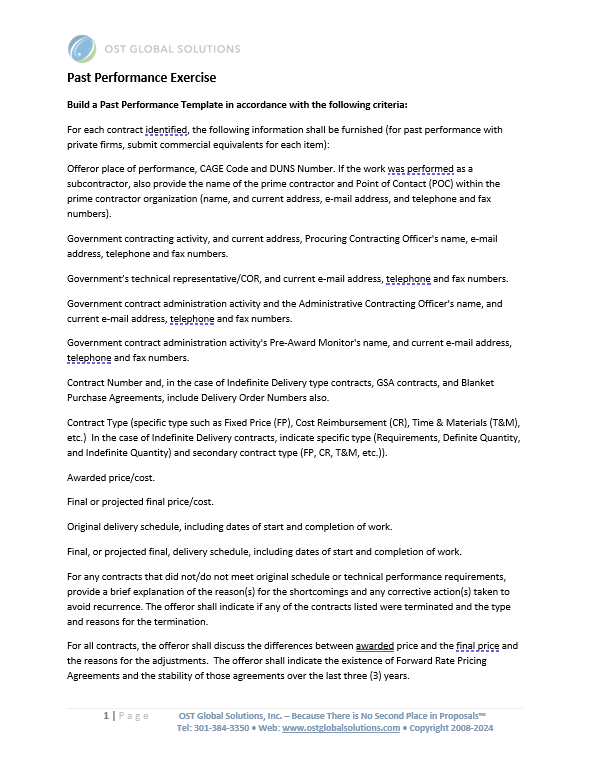 OST GLOBAL SOLUTIONS
Past Performance Exercise
Build a Past Performance Template in accordance with the following criteria:
For each contract identified, the following information shall be furnished (for past performance with
private firms, submit commercial equivalents for each item):
Offeror place of performance, CAGE Code and DUNS Number. If the work was performed as a
subcontractor, also provide the name of the prime contractor and Point of Contact (POC) within the
prime contractor organization (name, and current address, e-mail address, and telephone and fax
numbers).
Government contracting activity, and current address, Procuring Contracting Officer's name, e-mail
address, telephone and fax numbers.
Government’s technical representative/COR, and current e-mail address, telephone and fax numbers.
Government contract administration activity and the Administrative Contracting Officer's name, and
current e-mail address, telephone and fax numbers.
Government contract administration activity's Pre-Award Monitor's name, and current e-mail address,
telephone and fax numbers.
Contract Number and, in the case of Indefinite Delivery type contracts, GSA contracts, and Blanket
Purchase Agreements, include Delivery Order Numbers also.
Contract Type (specific type such as Fixed Price (FP), Cost Reimbursement (CR), Time & Materials (T&M),
etc.)  In the case of Indefinite Delivery contracts, indicate specific type (Requirements, Definite Quantity,
and Indefinite Quantity) and secondary contract type (FP, CR, T&M, etc.)).
Awarded price/cost.
Final or projected final price/cost.
Original delivery schedule, including dates of start and completion of work.
Final, or projected final, delivery schedule, including dates of start and completion of work.
For any contracts that did not/do not meet original schedule or technical performance requirements,
provide a brief explanation of the reason(s) for the shortcomings and any corrective action(s) taken to
avoid recurrence. The offeror shall indicate if any of the contracts listed were terminated and the type
and reasons for the termination.
For all contracts, the offeror shall discuss the differences between awarded price and the final price and
the reasons for the adjustments.  The offeror shall indicate the existence of Forward Rate Pricing
Agreements and the stability of those agreements over the last three (3) years.
1 | Page OST Global Solutions, Inc. – Because There is No Second Place in Proposals℠
Tel: 301-384-3350 • Web: www.ostglobalsolutions.com • Copyright 2008-2024